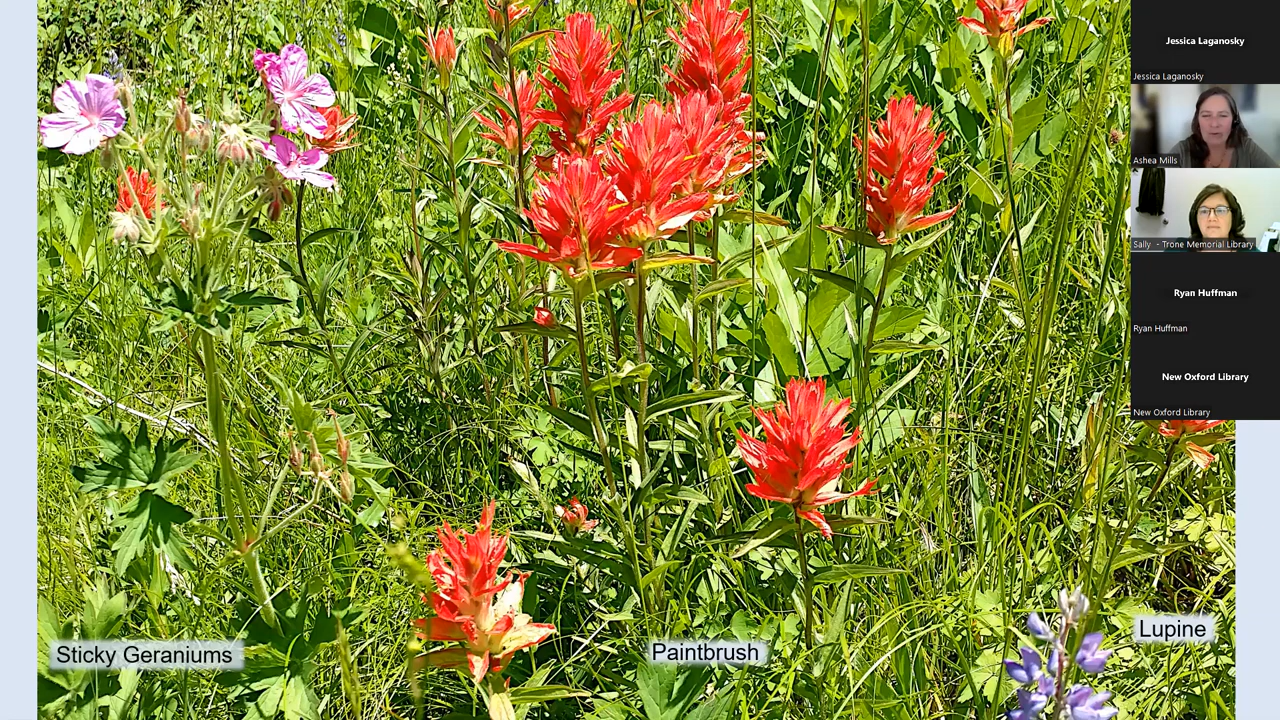 Jessica Laganosky
Jessica Laganosky
Ashea Mills
Sally - Trone Memorial Library
Ryan Huffman
Ryan Huffman
New Oxford Library
New Oxford Library
Sticky Geraniums
Paintbrush
Lupine